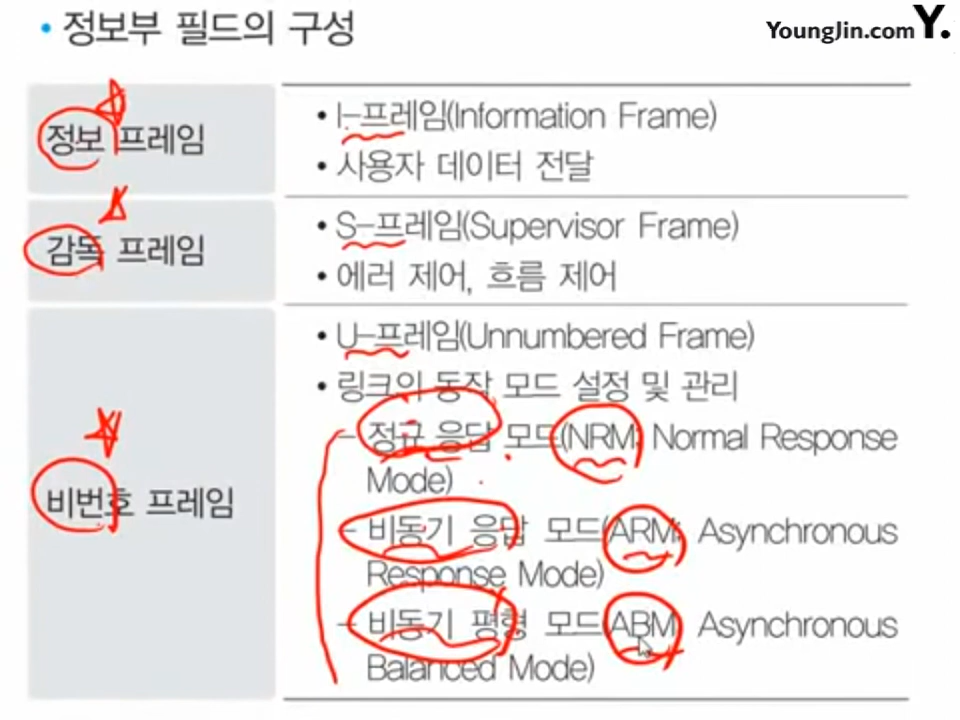 • 정보부 필드의 구성
YoungJin.com Y.
정보 프레임
• I-프레임(Information Frame)
• 사용자 데이터 전달
감독 프레임
• S-프레임(Supervisor Frame)
• 에러 제어, 흐름 제어
비번호 프레임
• U-프레임(Unnumbered Frame)
• 링크의 동작 모드 설정 및 관리
- 정규 응답 모드(NRM; Normal Response
Mode)
- 비동기 응답 모드(ARM; Asynchronous
Response Mode)
- 비동기 평형 모드(ABM; Asynchronous
Balanced Mode)